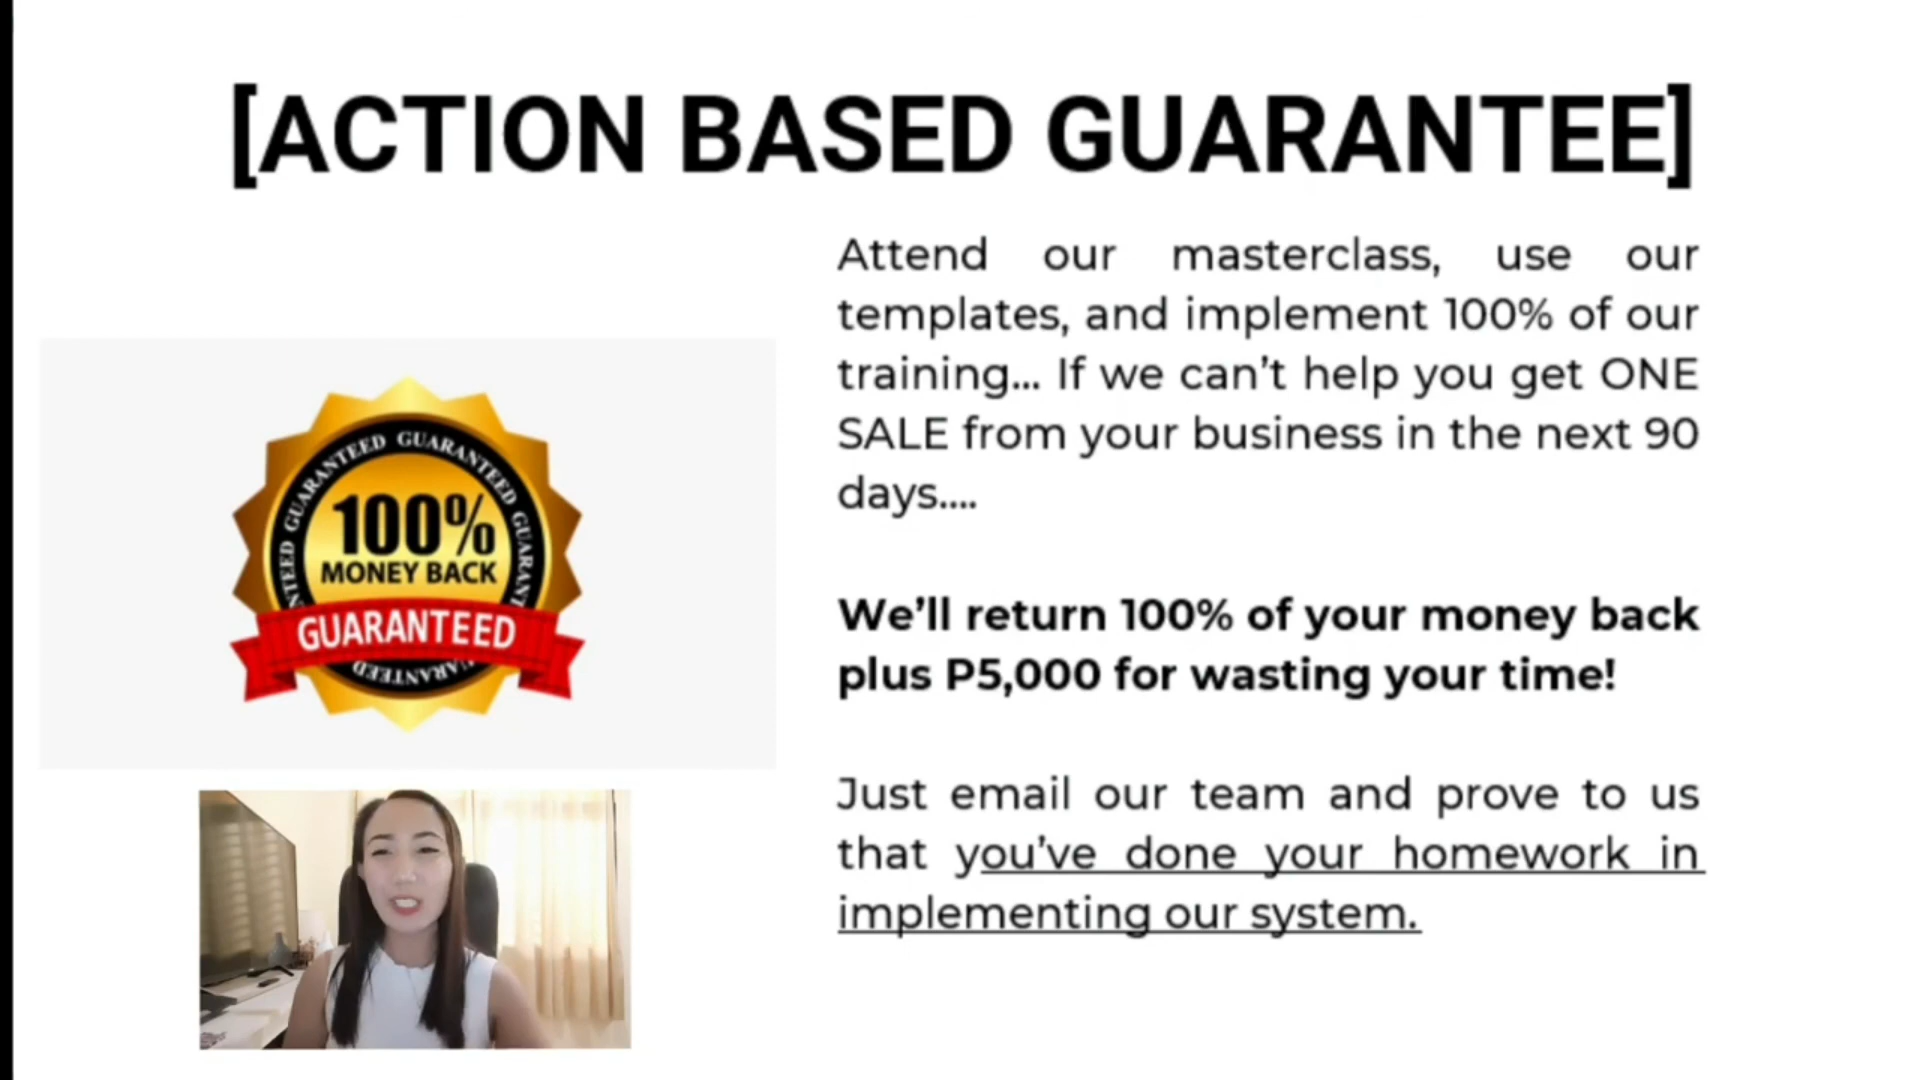 [ACTION BASED GUARANTEE]
Attend our masterclass, use our
templates, and implement 100% of our
training... If we can't help you get ONE
SALE from your business in the next 90
days....
We'll return 100% of your money back
plus P5,000 for wasting your time!
Just email our team and prove to us
that you've done your homework in
implementing our system.
GUARANTEED GUARANTEED GUARANT
NTEED
100%
MONEY BACK
GUARANTEED
GUARANTEED